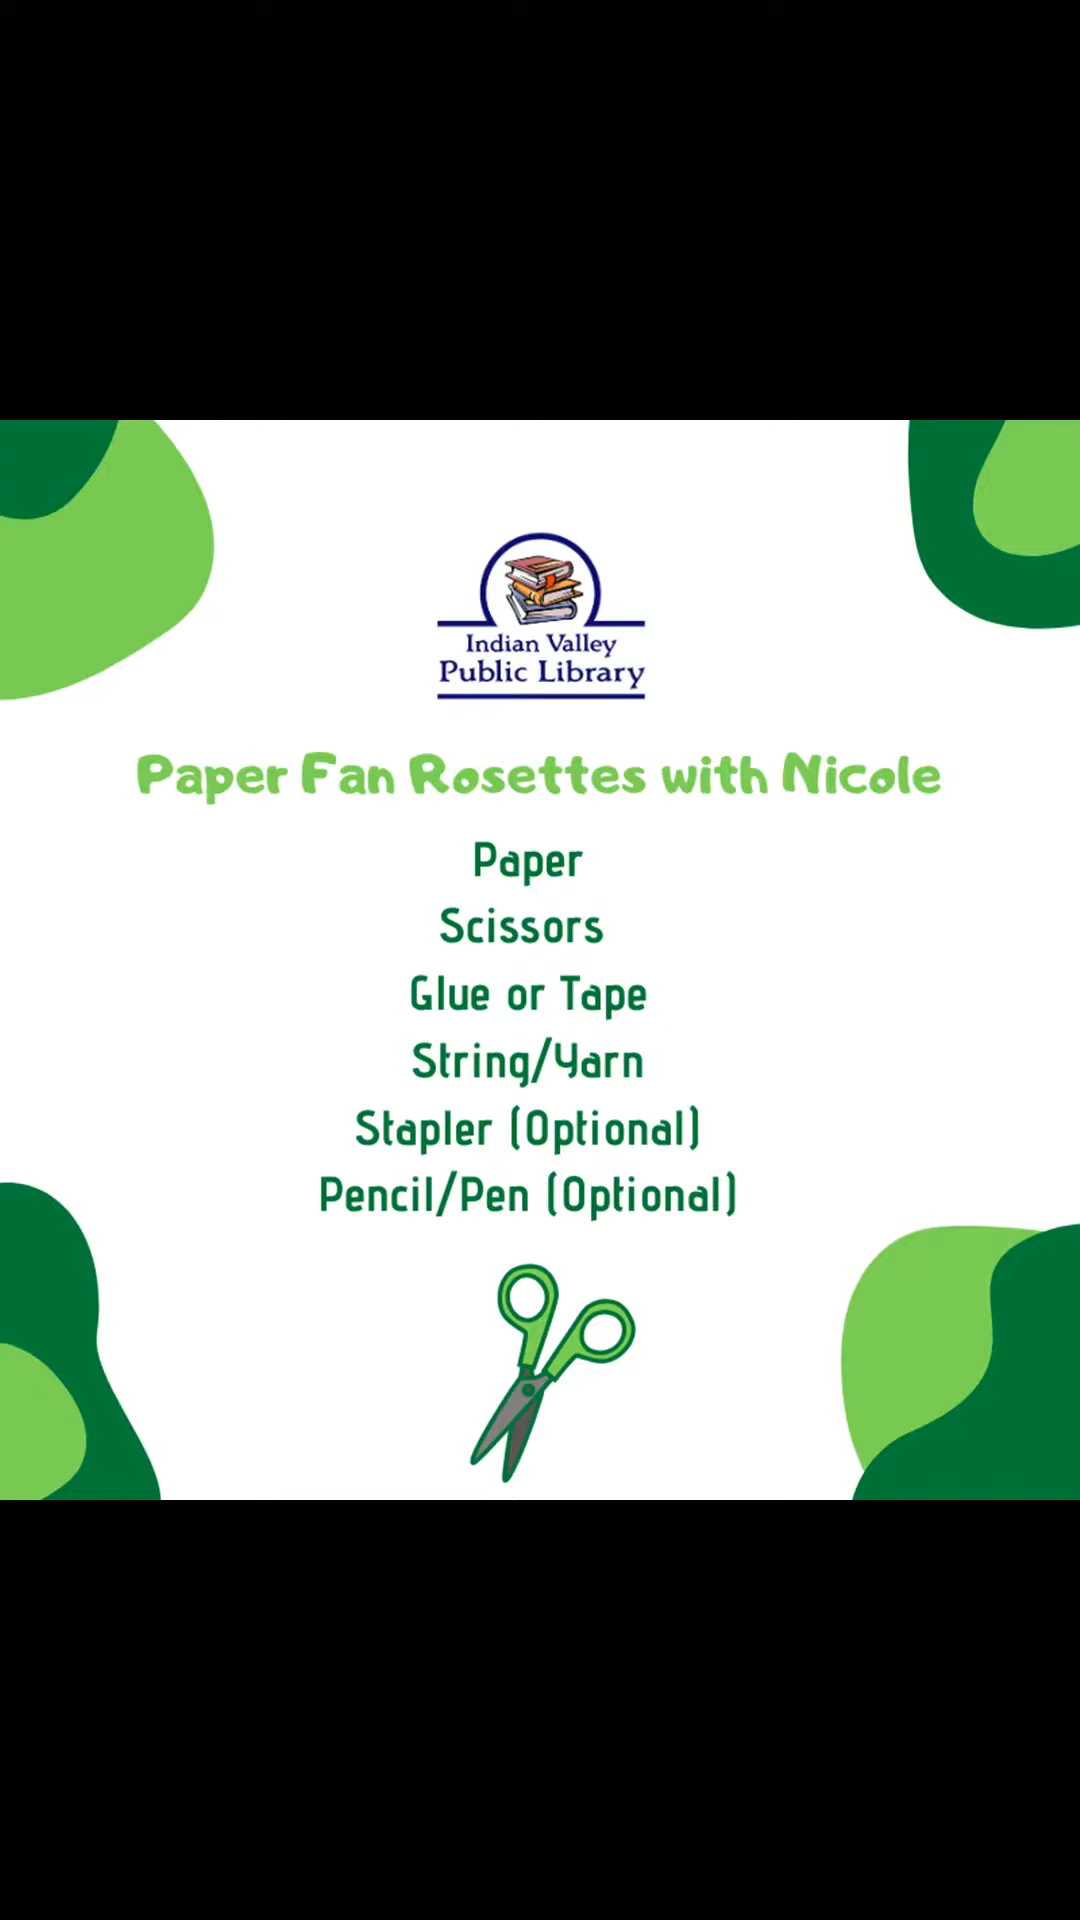 Indian Valley
Public Library
Paper Fan Rosettes with Nicole
Paper
Scissors
Glue or Tape
String/Yarn
Stapler (Optional)
Pencil/Pen (Optional)